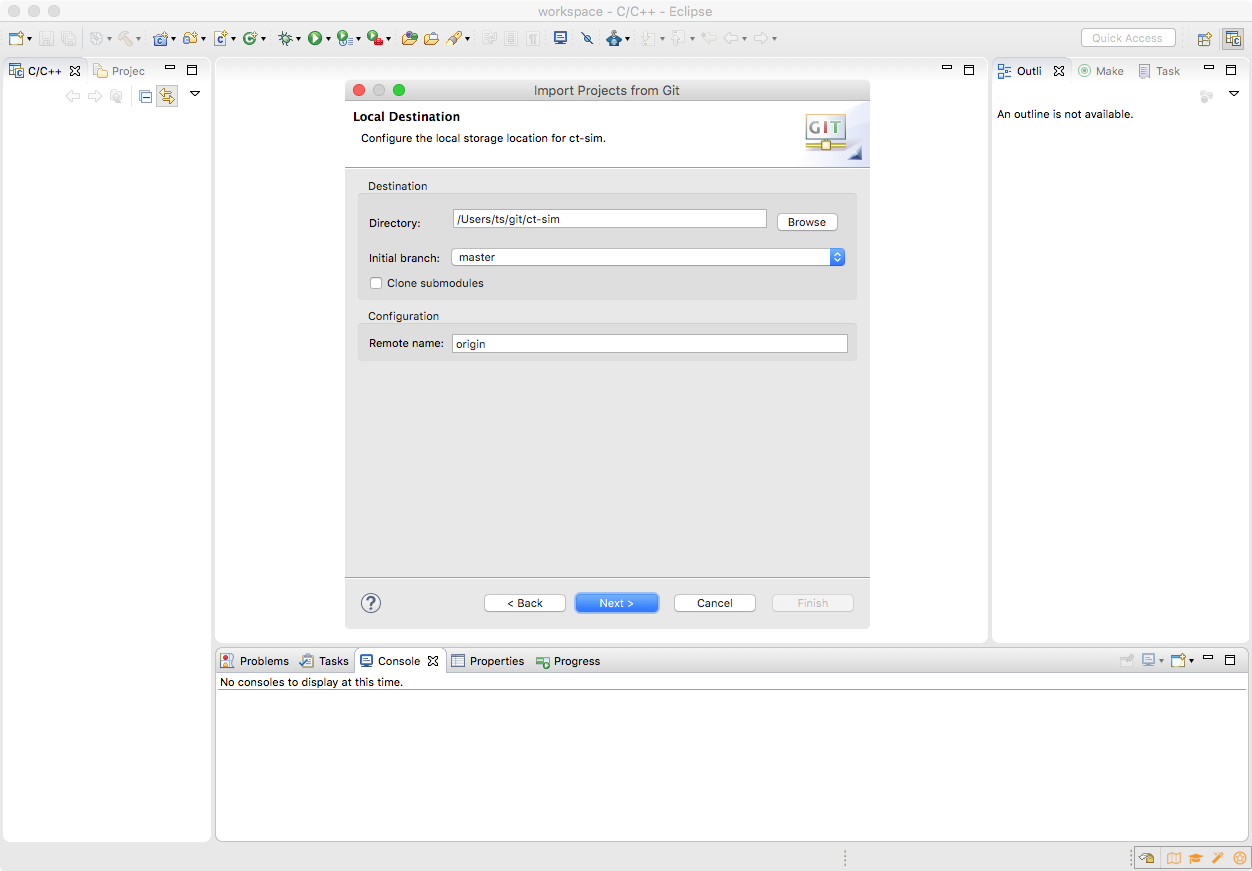 workspace - C/C++ - Eclipse
Quick Access
C/C++
Projec
Import Projects from Git
Local Destination
Configure the local storage location for ct-sim.
GIT
Destination
Directory: /Users/ts/git/ct-sim Browse
Initial branch: master
Clone submodules
Configuration
Remote name: origin
? < Back Next > Cancel Finish
Outli Make Task
An outline is not available.
Problems Tasks Console Properties Progress
No consoles to display at this time.